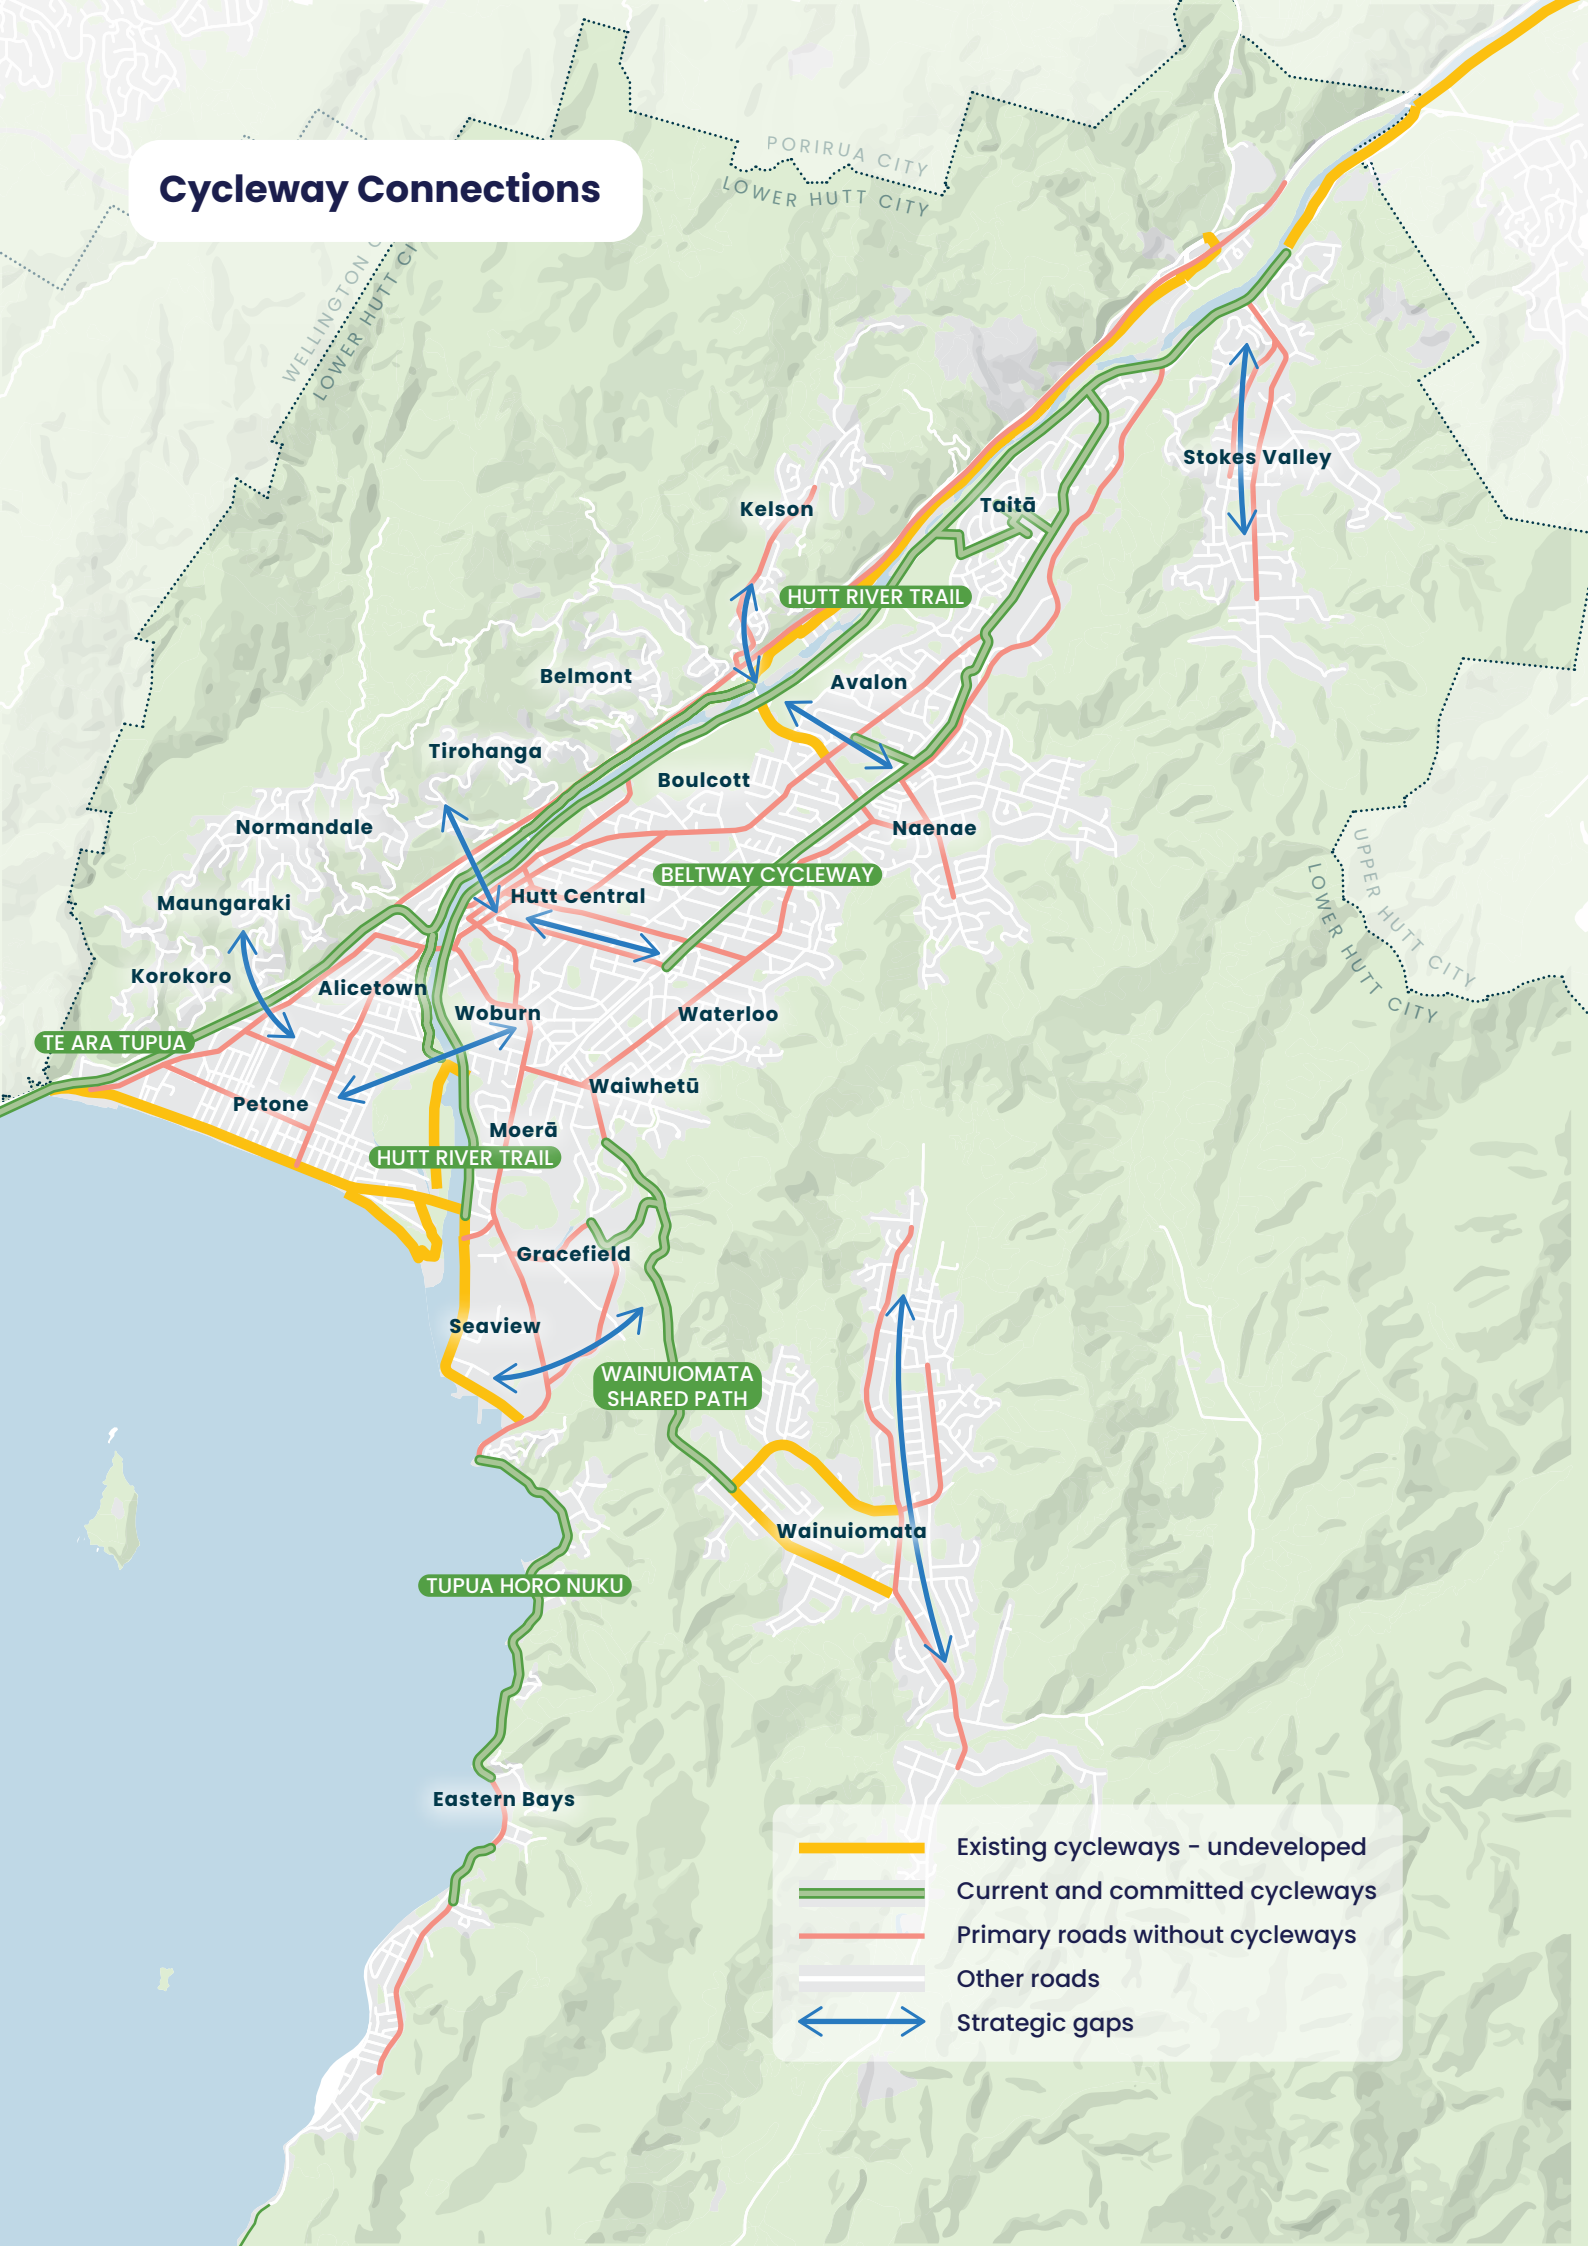 PORIRUA CITY
LOWER HUTT CITY
Cycleway Connections
WELLINGTON C
LOWER HUTT CI
Stokes Valley
Kelson
Taitā
HUTT RIVER TRAIL
Belmont
Avalon
Tirohanga
Boulcott
Normandale
Naenae
BELTWAY CYCLEWAY
UPPER HUTT CITY
LOWER HUTT CITY
Maungaraki
Hutt Central
Korokoro
Alicetown
Woburn
Waterloo
TE ARA TUPUA
Waiwhetū
Petone
Moerā
HUTT RIVER TRAIL
Gracefield
Seaview
WAINUIOMATA
SHARED PATH
Wainuiomata
TUPUA HORO NUKU
Eastern Bays
Existing cycleways - undeveloped
Current and committed cycleways
Primary roads without cycleways
Other roads
Strategic gaps